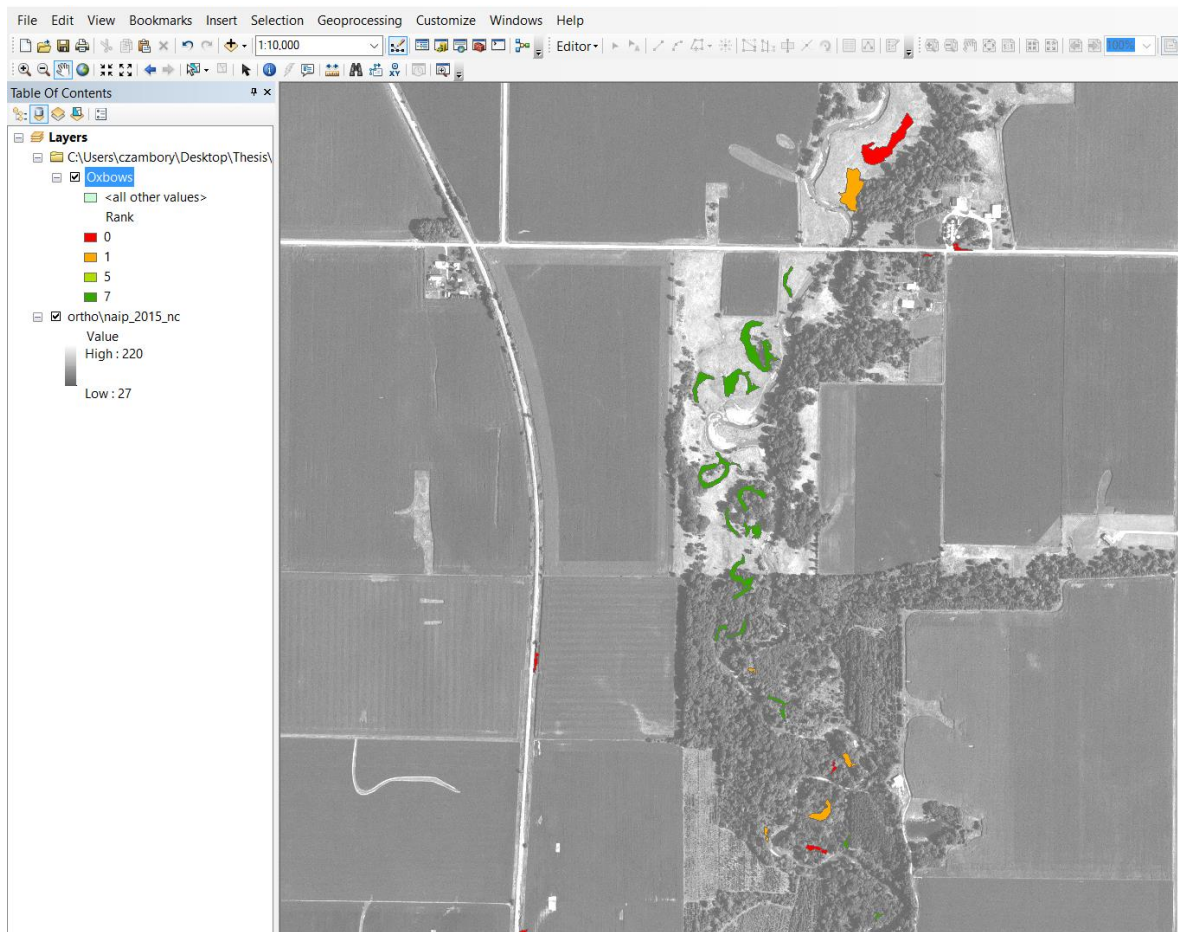 File Edit View Bookmarks Insert Selection Geoprocessing Customize Windows Help
1:10,000 Editor 100%
XY
Table Of Contents
Layers
C:\Users\czambory\Desktop\Thesis\
Oxbows
<all other values>
Rank
0
1
5
7
ortho\naip_2015_nc
Value
High : 220
Low : 27